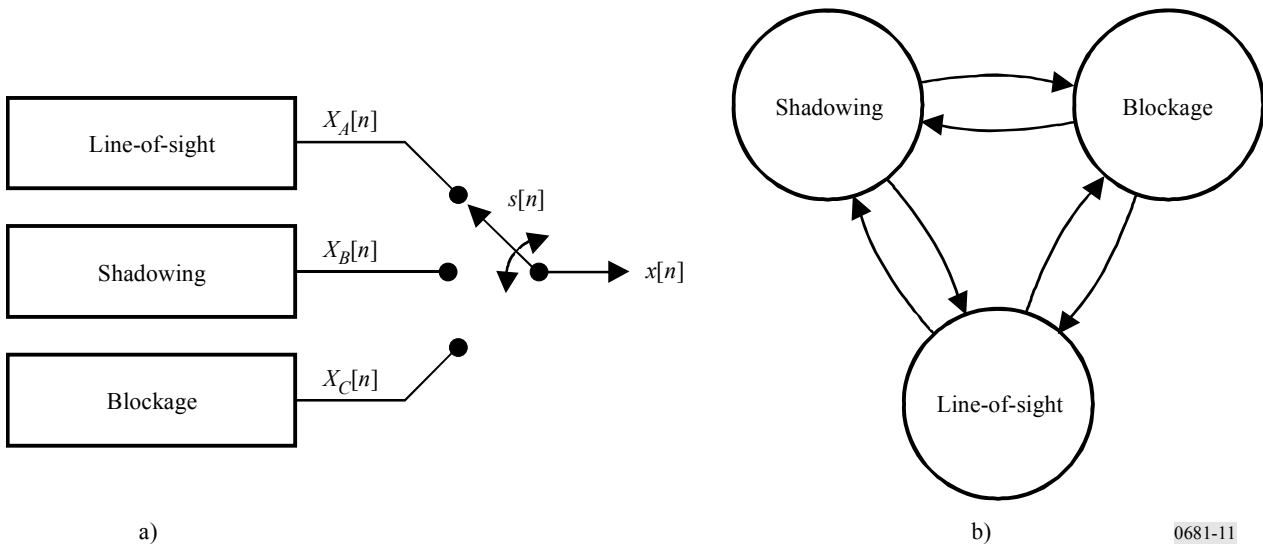 Line-of-sight
X_A[n]
Shadowing
X_B[n]
Blockage
X_C[n]
s[n]
x[n]
a)
Shadowing
Blockage
Line-of-sight
b)
0681-11